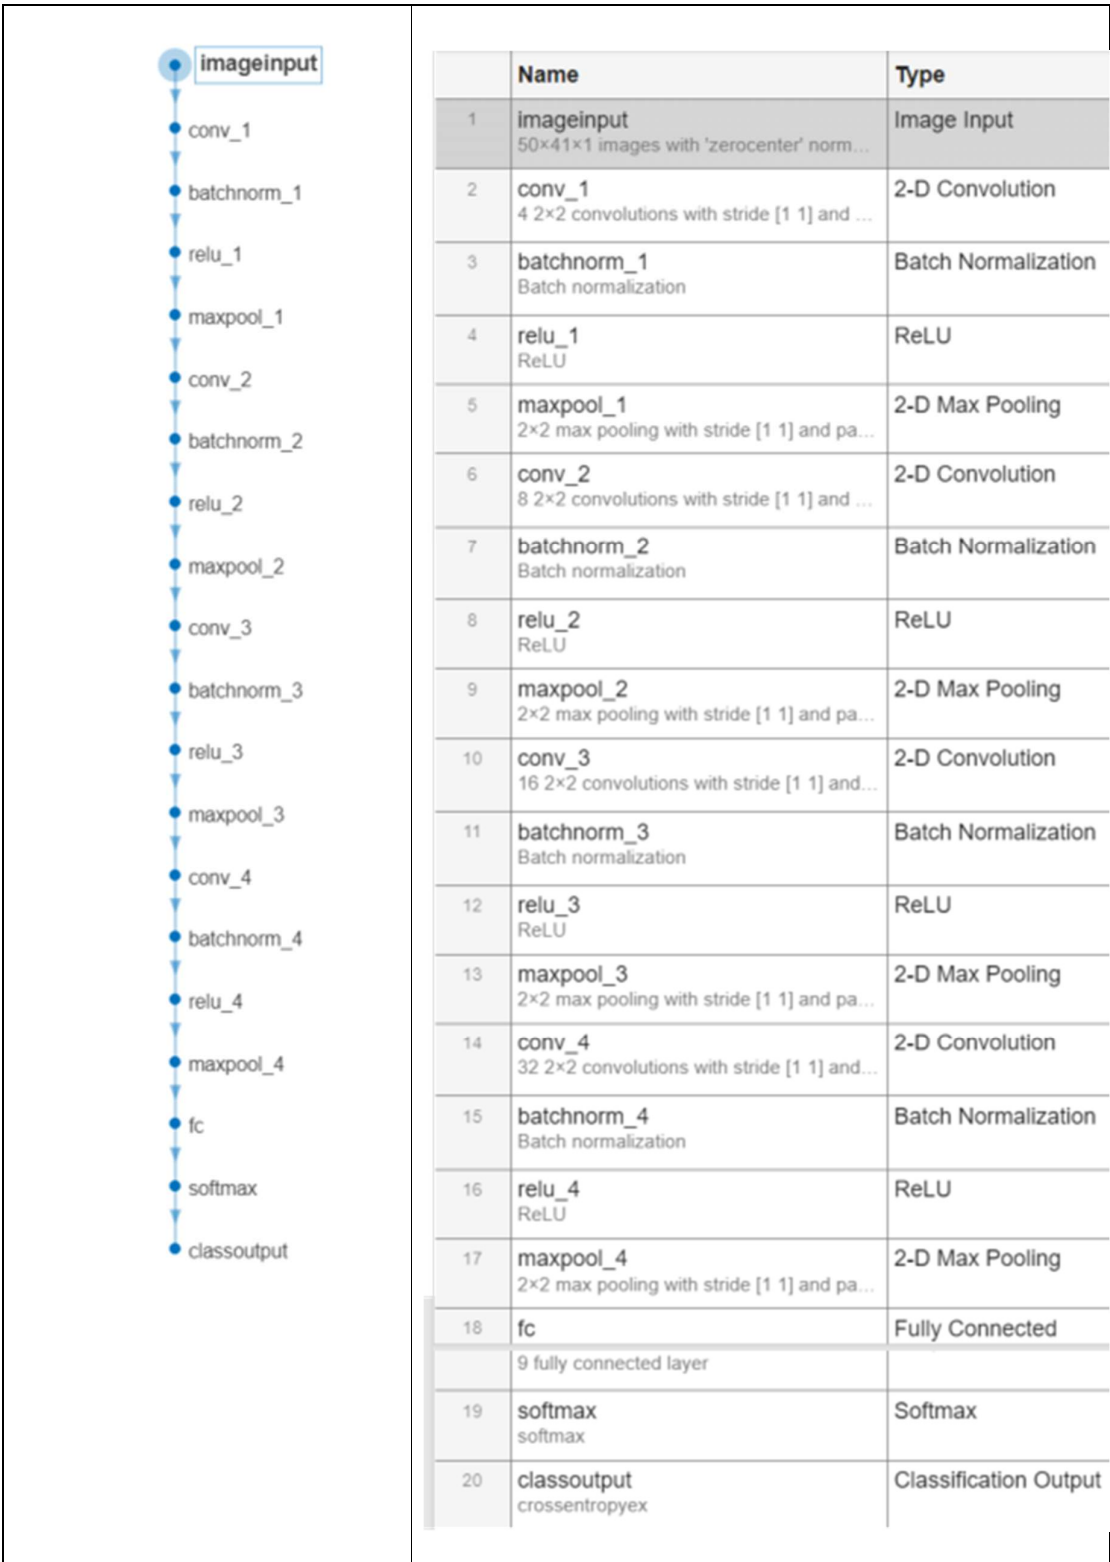 imageinput
conv_1
batchnorm_1
relu_1
maxpool_1
conv_2
batchnorm_2
relu_2
maxpool_2
conv_3
batchnorm_3
relu_3
maxpool_3
conv_4
batchnorm_4
relu_4
maxpool_4
fc
softmax
classoutput
Name Type
1 imageinput Image Input
50×41×1 images with 'zerocenter' norm...
2 conv_1 2-D Convolution
4 2×2 convolutions with stride [1 1] and ...
3 batchnorm_1 Batch Normalization
Batch normalization
4 relu_1 ReLU
ReLU
5 maxpool_1 2-D Max Pooling
2×2 max pooling with stride [1 1] and pa...
6 conv_2 2-D Convolution
8 2×2 convolutions with stride [1 1] and ...
7 batchnorm_2 Batch Normalization
Batch normalization
8 relu_2 ReLU
ReLU
9 maxpool_2 2-D Max Pooling
2×2 max pooling with stride [1 1] and pa...
10 conv_3 2-D Convolution
16 2×2 convolutions with stride [1 1] and...
11 batchnorm_3 Batch Normalization
Batch normalization
12 relu_3 ReLU
ReLU
13 maxpool_3 2-D Max Pooling
2×2 max pooling with stride [1 1] and pa...
14 conv_4 2-D Convolution
32 2×2 convolutions with stride [1 1] and...
15 batchnorm_4 Batch Normalization
Batch normalization
16 relu_4 ReLU
ReLU
17 maxpool_4 2-D Max Pooling
2×2 max pooling with stride [1 1] and pa...
18 fc Fully Connected
9 fully connected layer
19 softmax Softmax
softmax
20 classoutput Classification Output
crossentropyex